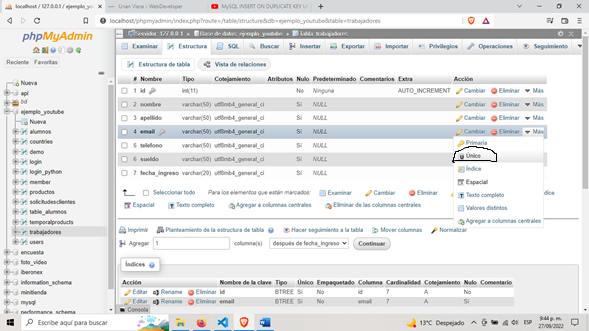 localhost / 127.0.0.1 / ejemplo_youtube
Urian Viera | WebDeveloper
MySQL INSERT ON DUPLICATE KEY U
localhost/phpmyadmin/index.php?route=/table/structure&db=ejemplo_youtube&table=trabajadores
phpMyAdmin
Reciente Favoritas
Nueva
api
bd
ejemplo_youtube
Nueva
alumnos
countries
demo
login
login_python
member
productos
solicitudesclientes
table_alumnos
temporalproducts
trabajadores
users
encuesta
foto_video
iberonex
information_schema
minitienda
mysql
performance_schema
Servidor: 127.0.0.1 » Base de datos: ejemplo_youtube » Tabla: trabajadores
Examinar Estructura SQL Buscar Insertar Exportar Importar Privilegios Operaciones Seguimiento
Estructura de tabla Vista de relaciones
# Nombre Tipo Cotejamiento Atributos Nulo Predeterminado Comentarios Extra Acción
1 id int(11) No Ninguna AUTO_INCREMENT Cambiar Eliminar Más
2 nombre varchar(50) utf8mb4_general_ci Sí NULL Cambiar Eliminar Más
3 apellido varchar(50) utf8mb4_general_ci Sí NULL Cambiar Eliminar Más
4 email varchar(50) utf8mb4_general_ci Sí NULL Cambiar Eliminar Más
5 telefono varchar(50) utf8mb4_general_ci Sí NULL
6 sueldo varchar(50) utf8mb4_general_ci Sí NULL
7 fecha_ingreso varchar(20) utf8mb4_general_ci Sí NULL
Primaria
Único
Índice
Espacial
Texto completo
Valores distintos
Agregar a columnas centrales
Seleccionar todo Para los elementos que están marcados: Examinar Cambiar Eliminar
Espacial Texto completo Agregar a columnas centrales Eliminar de las columnas centrales
Imprimir Planteamiento de la estructura de tabla Hacer seguimiento a la tabla Mover columnas Normalizar
Agregar 1 columna(s) después de fecha_ingreso Continuar
Índices
Acción Nombre de la clave Tipo Único Empaquetado Columna Cardinalidad Cotejamiento Nulo Comentario
Editar Rename Eliminar id BTREE Sí No id 7 A No
Editar Rename Eliminar email BTREE Sí No email 7 A Sí
Consola
Escribe aquí para buscar
13°C Despejado
ESP
9:44 p. m.
27/09/2022